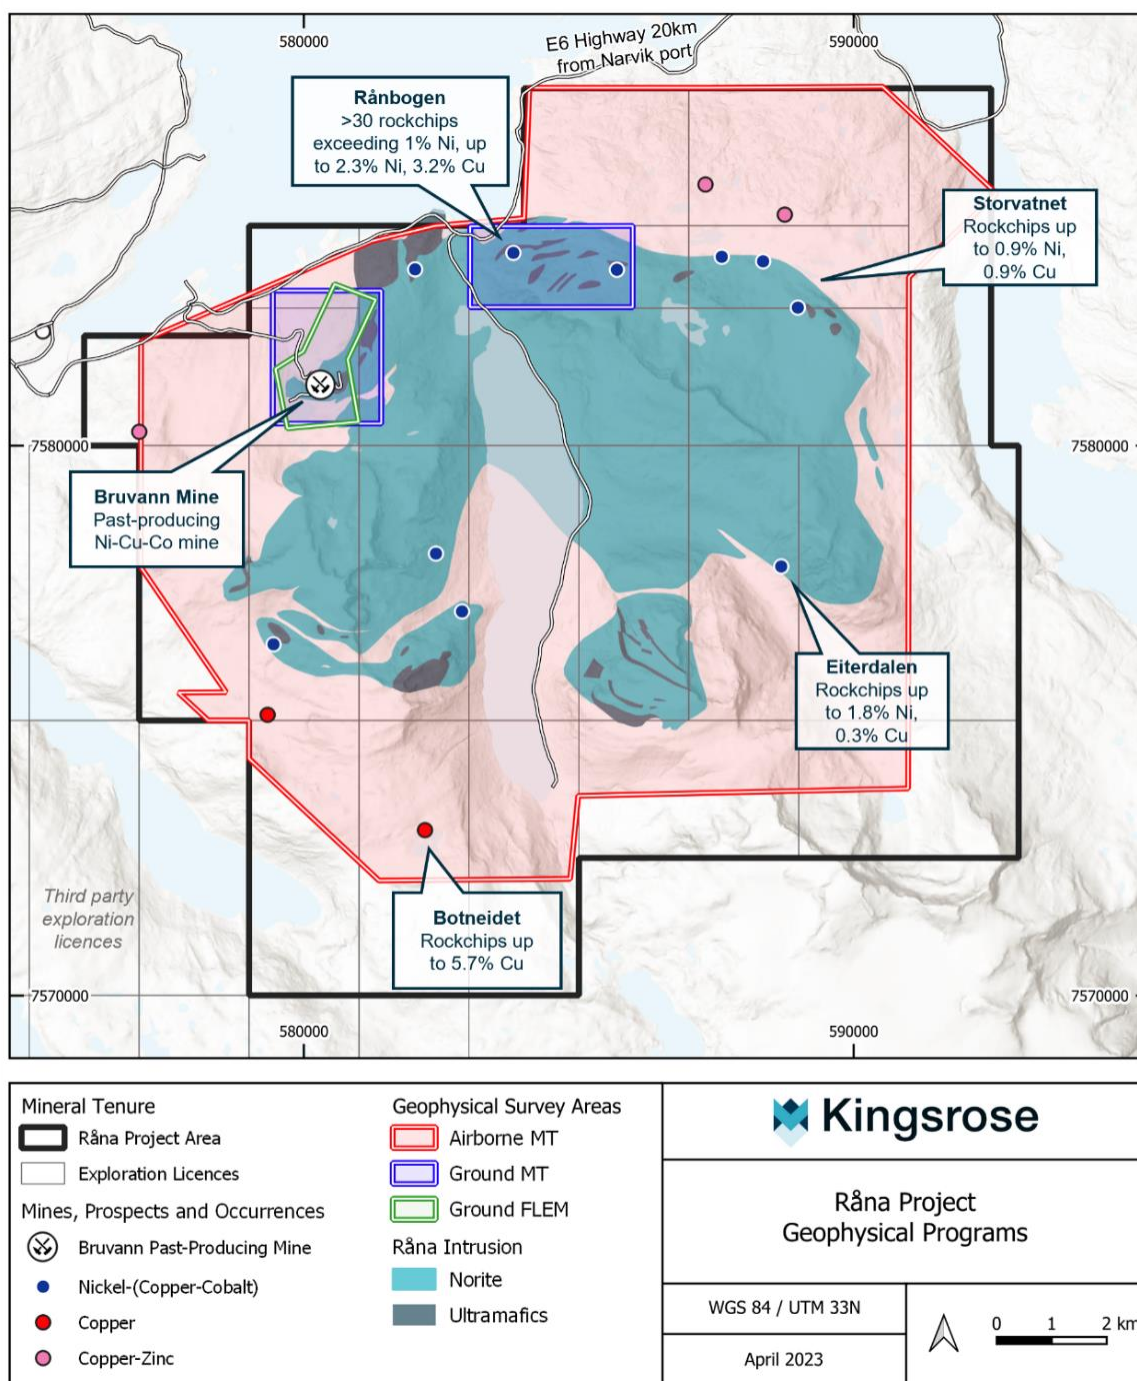 580000
590000
E6 Highway 20km
from Narvik port
Rånbogen
>30 rockchips
exceeding 1% Ni, up
to 2.3% Ni, 3.2% Cu
Storvatnet
Rockchips up
to 0.9% Ni,
0.9% Cu
7580000
7580000
Bruvann Mine
Past-producing
Ni-Cu-Co mine
Eiterdalen
Rockchips up
to 1.8% Ni,
0.3% Cu
Third party
exploration
licences
Botneidet
Rockchips up
to 5.7% Cu
7570000
7570000
580000
590000
Mineral Tenure
Råna Project Area
Exploration Licences
Mines, Prospects and Occurrences
Bruvann Past-Producing Mine
Nickel-(Copper-Cobalt)
Copper
Copper-Zinc
Geophysical Survey Areas
Airborne MT
Ground MT
Ground FLEM
Råna Intrusion
Norite
Ultramafics
Kingsrose
Råna Project
Geophysical Programs
WGS 84 / UTM 33N
April 2023
0 1 2 km